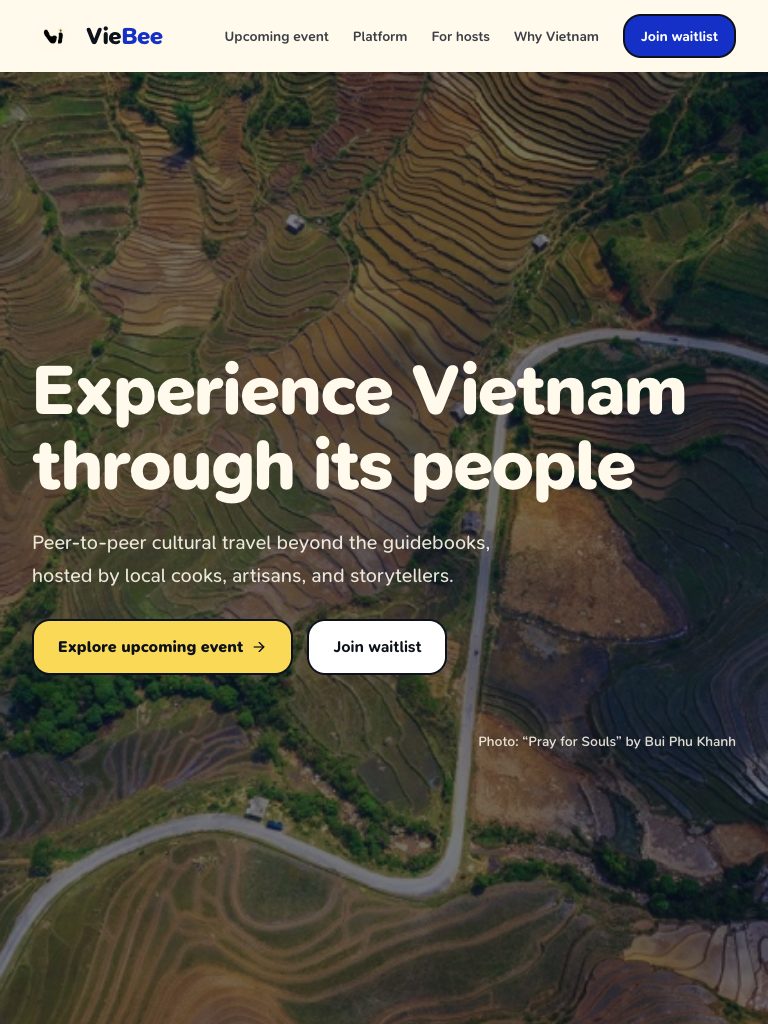 VieBee
Upcoming event
Platform
For hosts
Why Vietnam
Join waitlist
Experience Vietnam
through its people
Peer-to-peer cultural travel beyond the guidebooks,
hosted by local cooks, artisans, and storytellers.
Explore upcoming event →
Join waitlist
Photo: “Pray for Souls” by Bui Phu Khanh